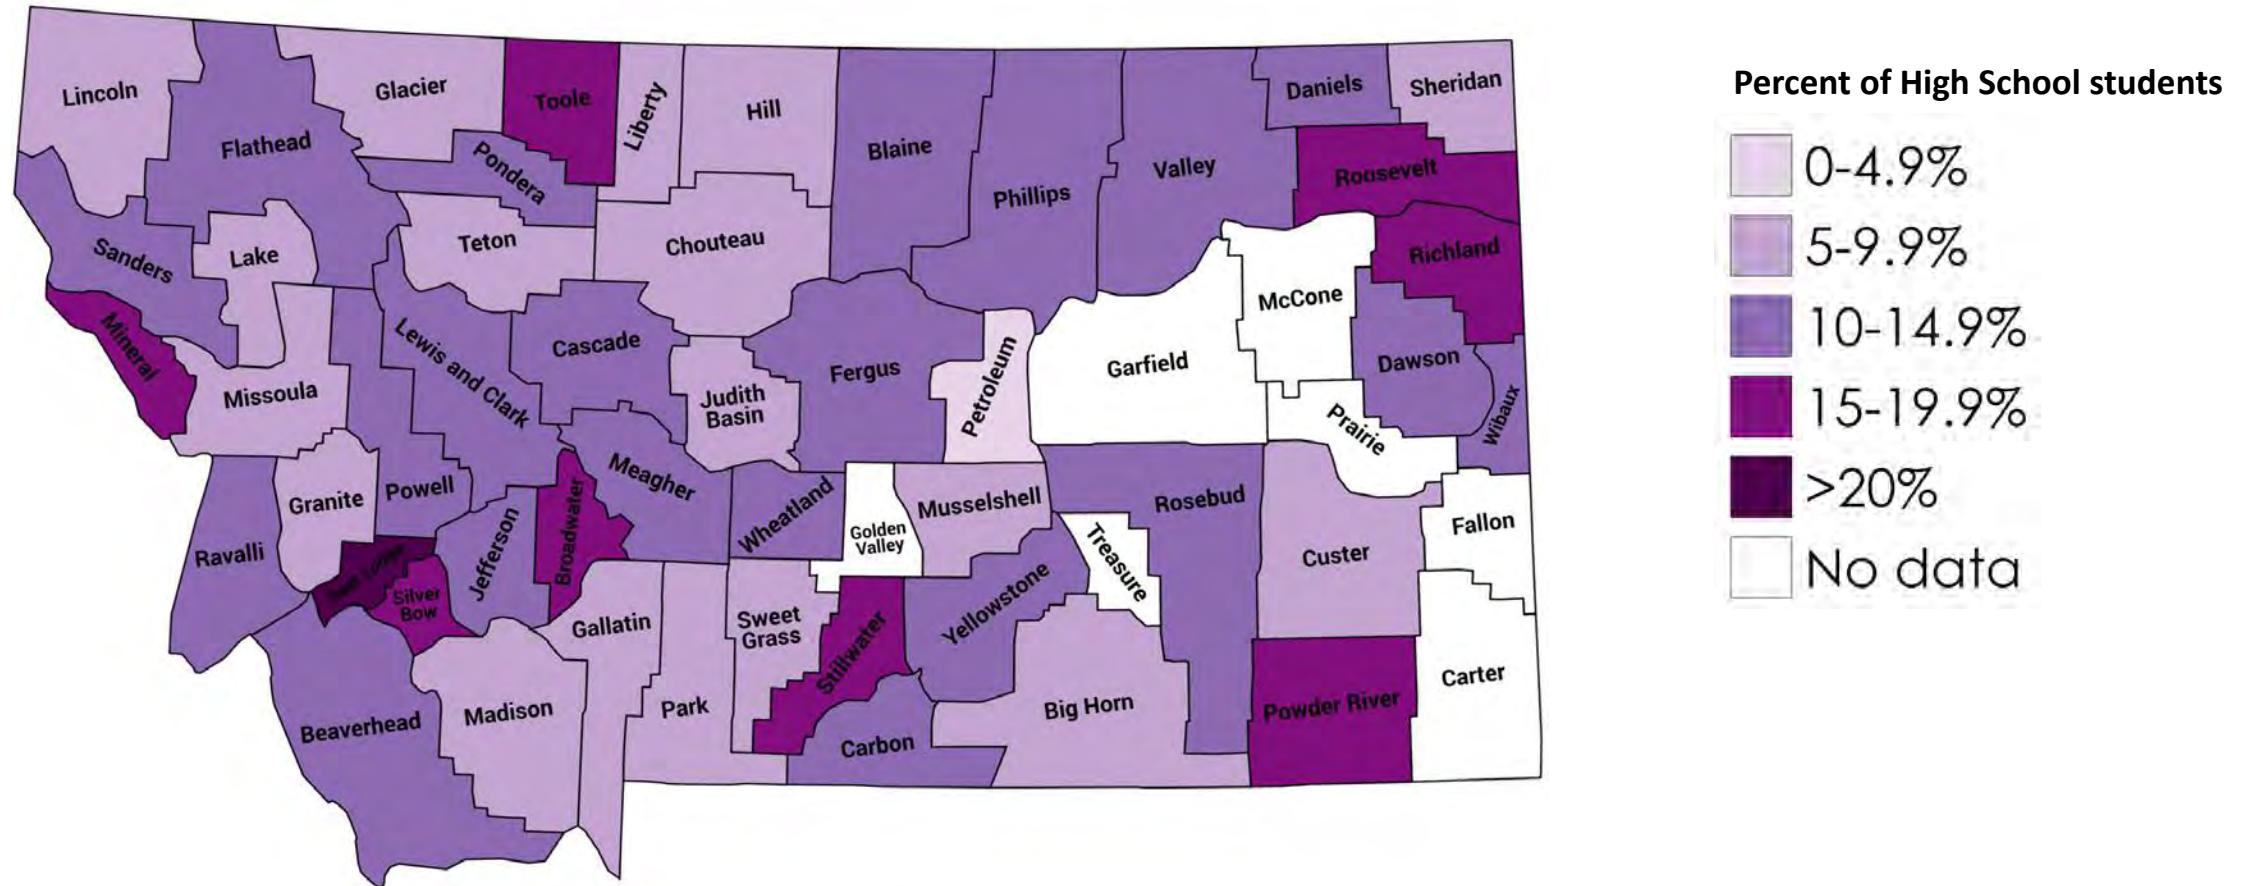 Lincoln
Flathead
Glacier
Toole
Liberty
Hill
Blaine
Phillips
Valley
Daniels
Sheridan
Roosevelt
Richland
Pondera
Sanders
Lake
Teton
Chouteau
McCone
Mineral
Missoula
Lewis and Clark
Cascade
Judith
Basin
Fergus
Petroleum
Garfield
Dawson
Wibaux
Prairie
Granite
Powell
Meagher
Wheatland
Golden
Valley
Musselshell
Rosebud
Treasure
Custer
Fallon
Ravalli
Deer Lodge
Silver
Bow
Jefferson
Broadwater
Gallatin
Sweet
Grass
Stillwater
Yellowstone
Beaverhead
Madison
Park
Carbon
Big Horn
Powder River
Carter
Percent of High School students
0-4.9%
5-9.9%
10-14.9%
15-19.9%
>20%
No data